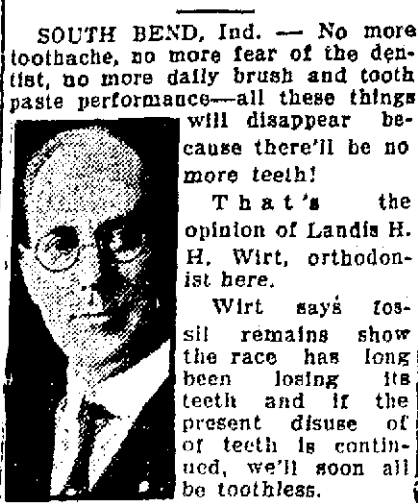 SOUTH BEND, Ind. — No more
toothache, no more fear of the den-
tist, no more daily brush and tooth
paste performance—all these things
will disappear be-
cause there'll be no
more teeth!
That's the
opinion of Landis H.
H. Wirt, orthodon-
ist here.
Wirt says fos-
sil remains show
the race has long
been losing its
teeth and if the
present disuse of
of teeth is contin-
ued, we'll soon all
be toothless.